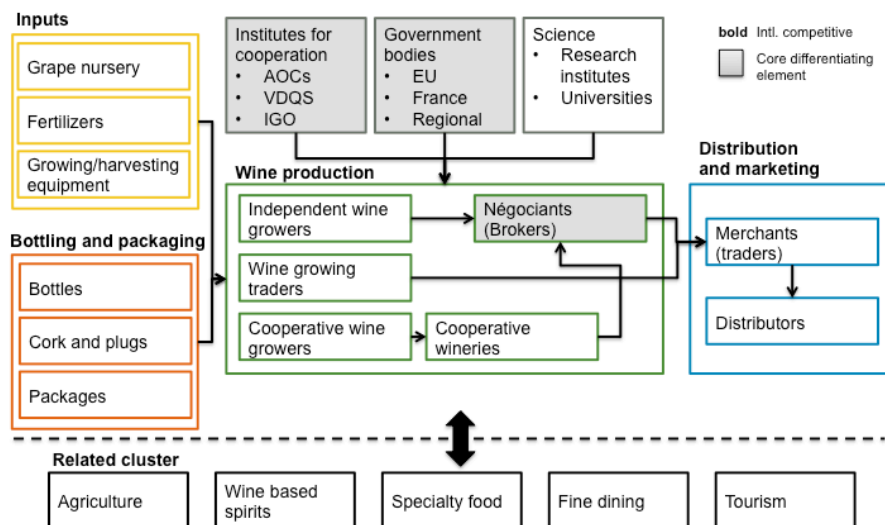 Inputs
Grape nursery
Fertilizers
Growing/harvesting
equipment
Bottling and packaging
Bottles
Cork and plugs
Packages
Institutes for
cooperation
• AOCs
• VDQS
• IGO
Government
bodies
• EU
• France
• Regional
Science
• Research
institutes
• Universities
bold Intl. competitive
Core differentiating
element
Wine production
Independent wine
growers
Négociants
(Brokers)
Wine growing
traders
Cooperative wine
growers
Cooperative
wineries
Distribution
and marketing
Merchants
(traders)
Distributors
Related cluster
Agriculture
Wine based
spirits
Specialty food
Fine dining
Tourism